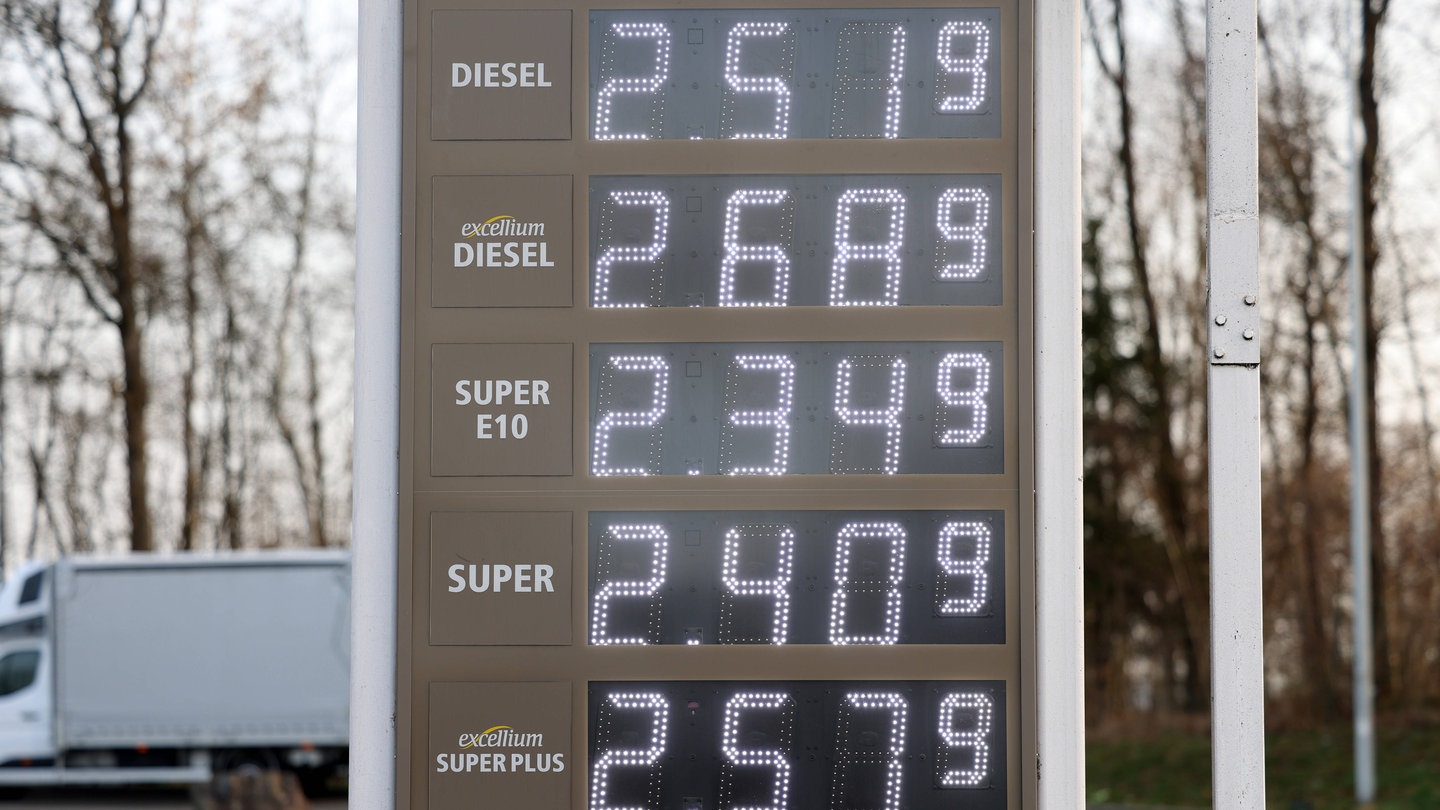 DIESEL 2.51⁹
excellium
DIESEL 2.68⁹
SUPER
E10 2.34⁹
SUPER 2.40⁹
excellium
SUPER PLUS 2.57⁹